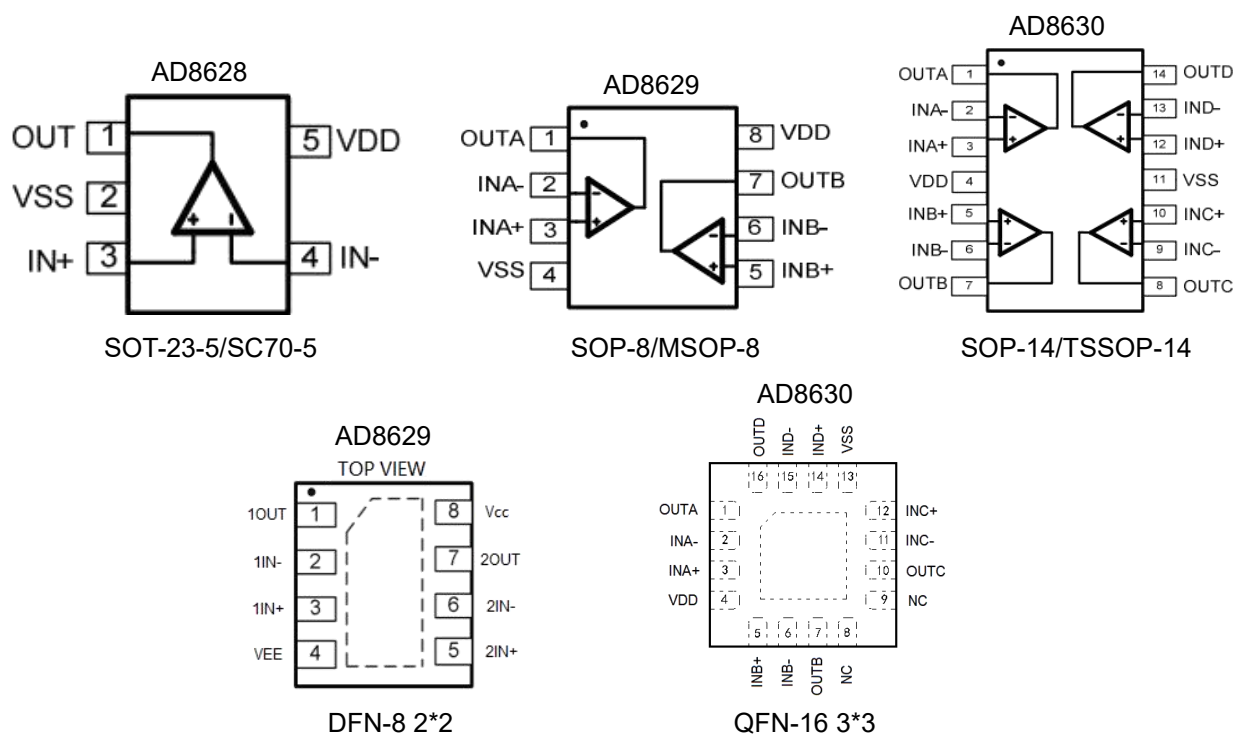 AD8628
OUT 1
5 VDD
VSS 2
IN+ 3
4 IN-
+ -
SOT-23-5/SC70-5
AD8629
OUTA 1
8 VDD
INA- 2
7 OUTB
INA+ 3
6 INB-
VSS 4
5 INB+
- +
- +
SOP-8/MSOP-8
AD8630
OUTA 1
14 OUTD
INA- 2
13 IND-
INA+ 3
12 IND+
VDD 4
11 VSS
INB+ 5
10 INC+
INB- 6
9 INC-
OUTB 7
8 OUTC
- +
- +
+ -
+ -
SOP-14/TSSOP-14
AD8629
TOP VIEW
1OUT 1
8 Vcc
1IN- 2
7 2OUT
1IN+ 3
6 2IN-
VEE 4
5 2IN+
DFN-8 2*2
AD8630
OUTD IND- IND+ VSS
16 15 14 13
OUTA 1
12 INC+
INA- 2
11 INC-
INA+ 3
10 OUTC
VDD 4
9 NC
5 6 7 8
INB+ INB- OUTB NC
QFN-16 3*3